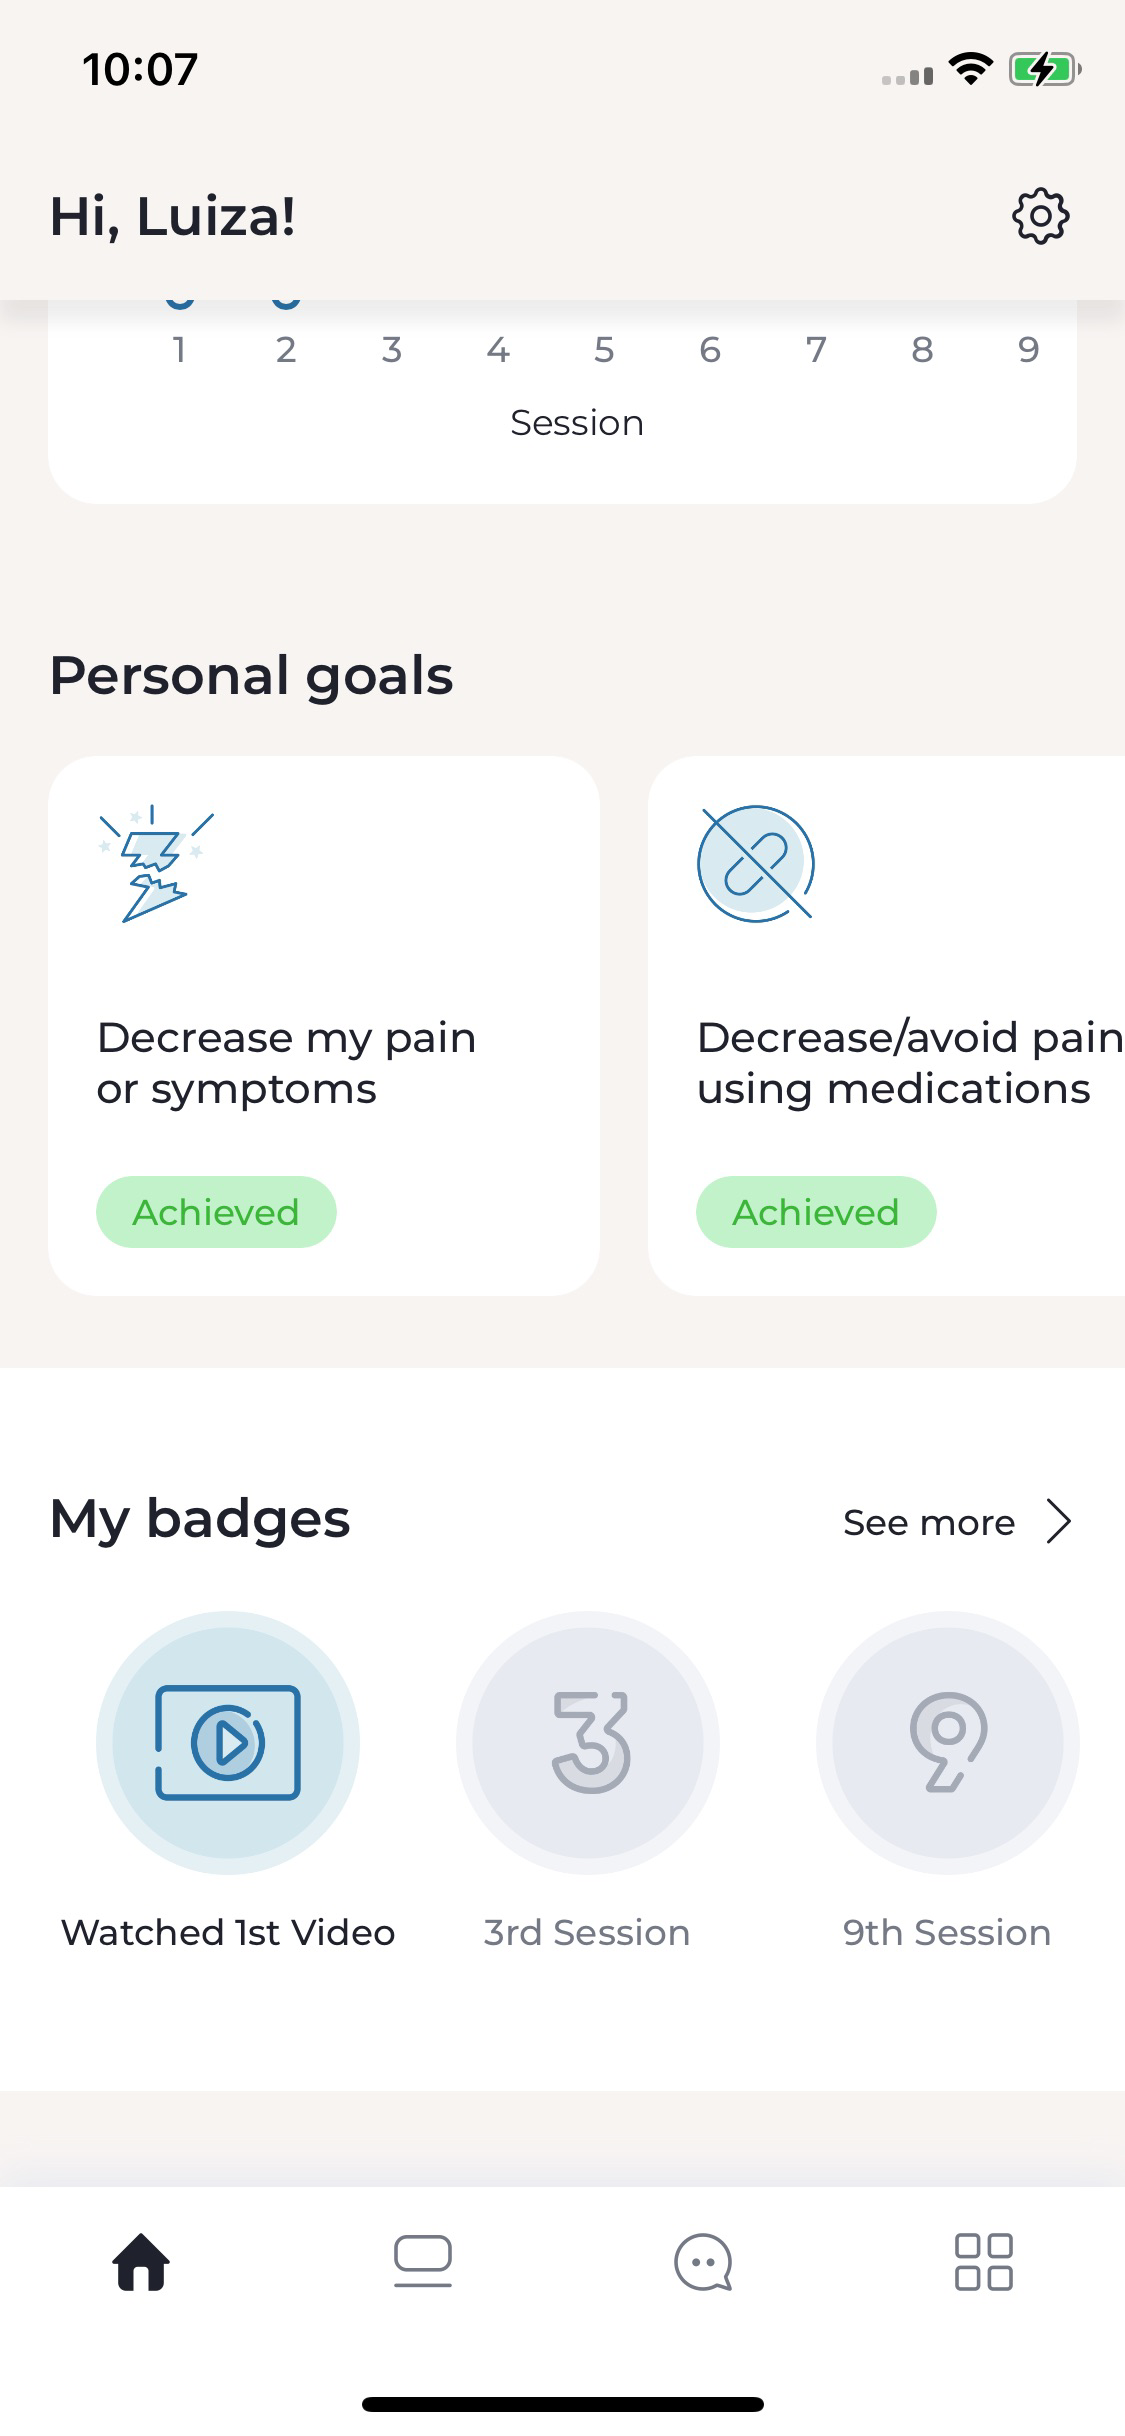 10:07
Hi, Luiza!
1 2 3 4 5 6 7 8 9
Session
Personal goals
Decrease my pain
or symptoms
Achieved
Decrease/avoid pain
using medications
Achieved
My badges
See more
3
9
Watched 1st Video
3rd Session
9th Session